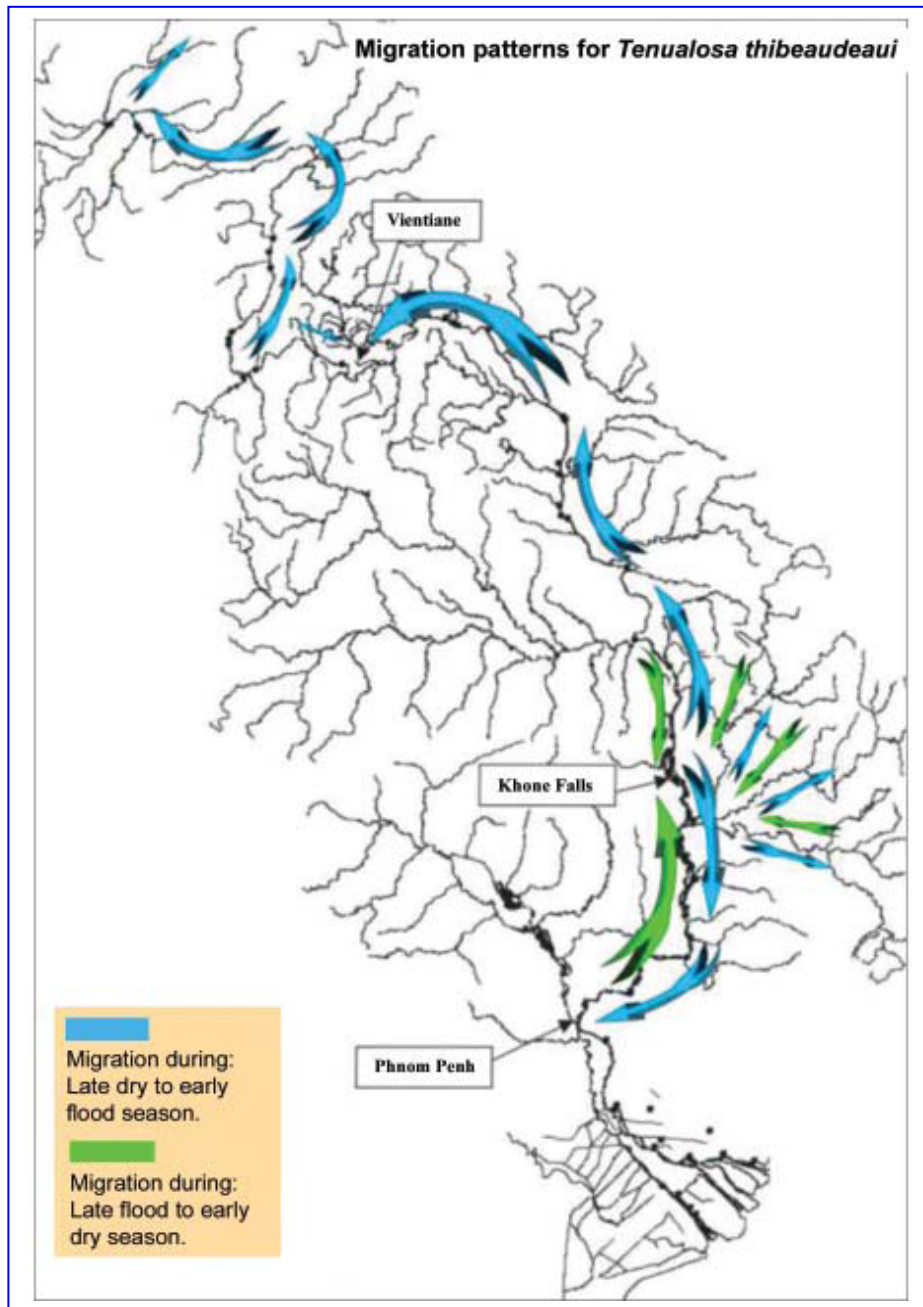 Migration patterns for Tenualosa thibeaudeaui
Vientiane
Khone Falls
Phnom Penh
Migration during:
Late dry to early
flood season.
Migration during:
Late flood to early
dry season.